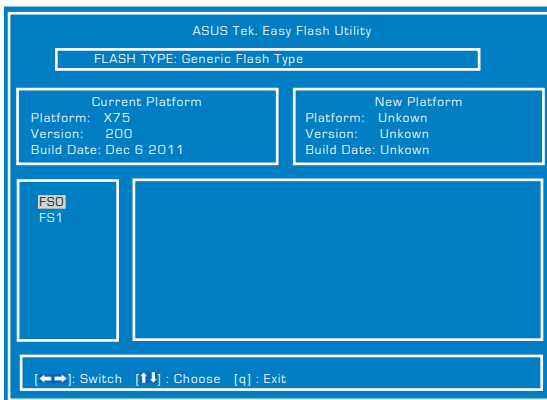 ASUS Tek. Easy Flash Utility
FLASH TYPE: Generic Flash Type
Current Platform
Platform: X75
Version: 200
Build Date: Dec 6 2011
New Platform
Platform: Unkown
Version: Unkown
Build Date: Unkown
FS0
FS1
[←→]: Switch [↑↓] : Choose [q] : Exit